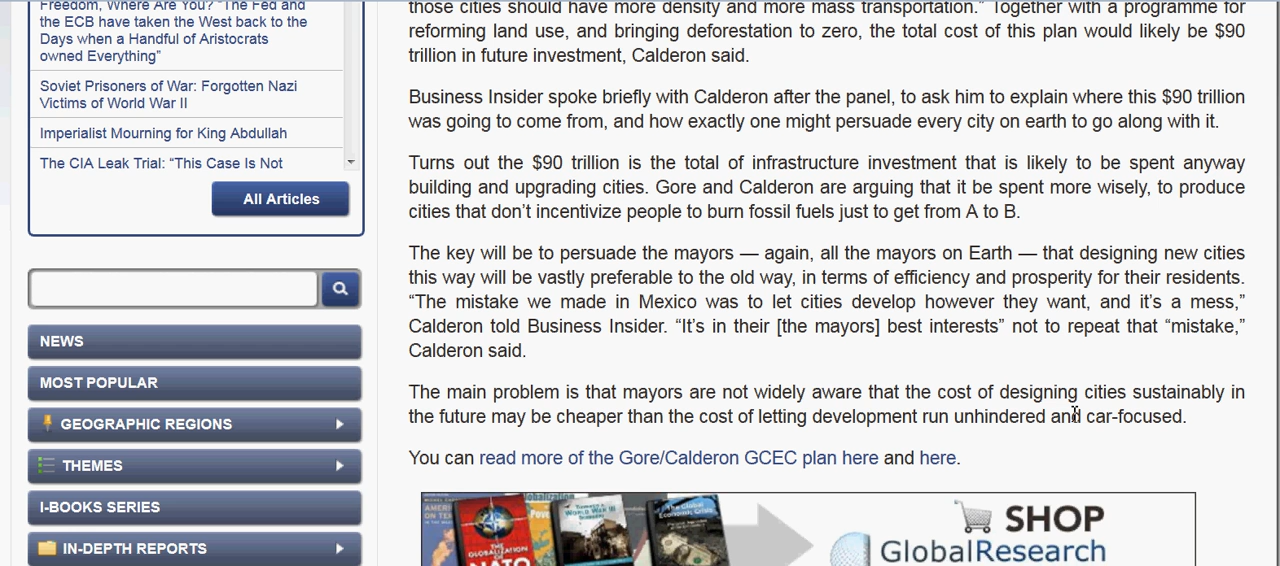 Freedom, Where Are You? “The Fed and
the ECB have taken the West back to the
Days when a Handful of Aristocrats
owned Everything”
Soviet Prisoners of War: Forgotten Nazi
Victims of World War II
Imperialist Mourning for King Abdullah
The CIA Leak Trial: “This Case Is Not
All Articles
NEWS
MOST POPULAR
GEOGRAPHIC REGIONS
THEMES
I-BOOKS SERIES
IN-DEPTH REPORTS
those cities should have more density and more mass transportation.” Together with a programme for
reforming land use, and bringing deforestation to zero, the total cost of this plan would likely be $90
trillion in future investment, Calderon said.
Business Insider spoke briefly with Calderon after the panel, to ask him to explain where this $90 trillion
was going to come from, and how exactly one might persuade every city on earth to go along with it.
Turns out the $90 trillion is the total of infrastructure investment that is likely to be spent anyway
building and upgrading cities. Gore and Calderon are arguing that it be spent more wisely, to produce
cities that don’t incentivize people to burn fossil fuels just to get from A to B.
The key will be to persuade the mayors — again, all the mayors on Earth — that designing new cities
this way will be vastly preferable to the old way, in terms of efficiency and prosperity for their residents.
“The mistake we made in Mexico was to let cities develop however they want, and it’s a mess,”
Calderon told Business Insider. “It’s in their [the mayors] best interests” not to repeat that “mistake,”
Calderon said.
The main problem is that mayors are not widely aware that the cost of designing cities sustainably in
the future may be cheaper than the cost of letting development run unhindered and car-focused.
You can read more of the Gore/Calderon GCEC plan here and here.
THE
GLOBALIZATION
OF NATO
SHOP
GlobalResearch